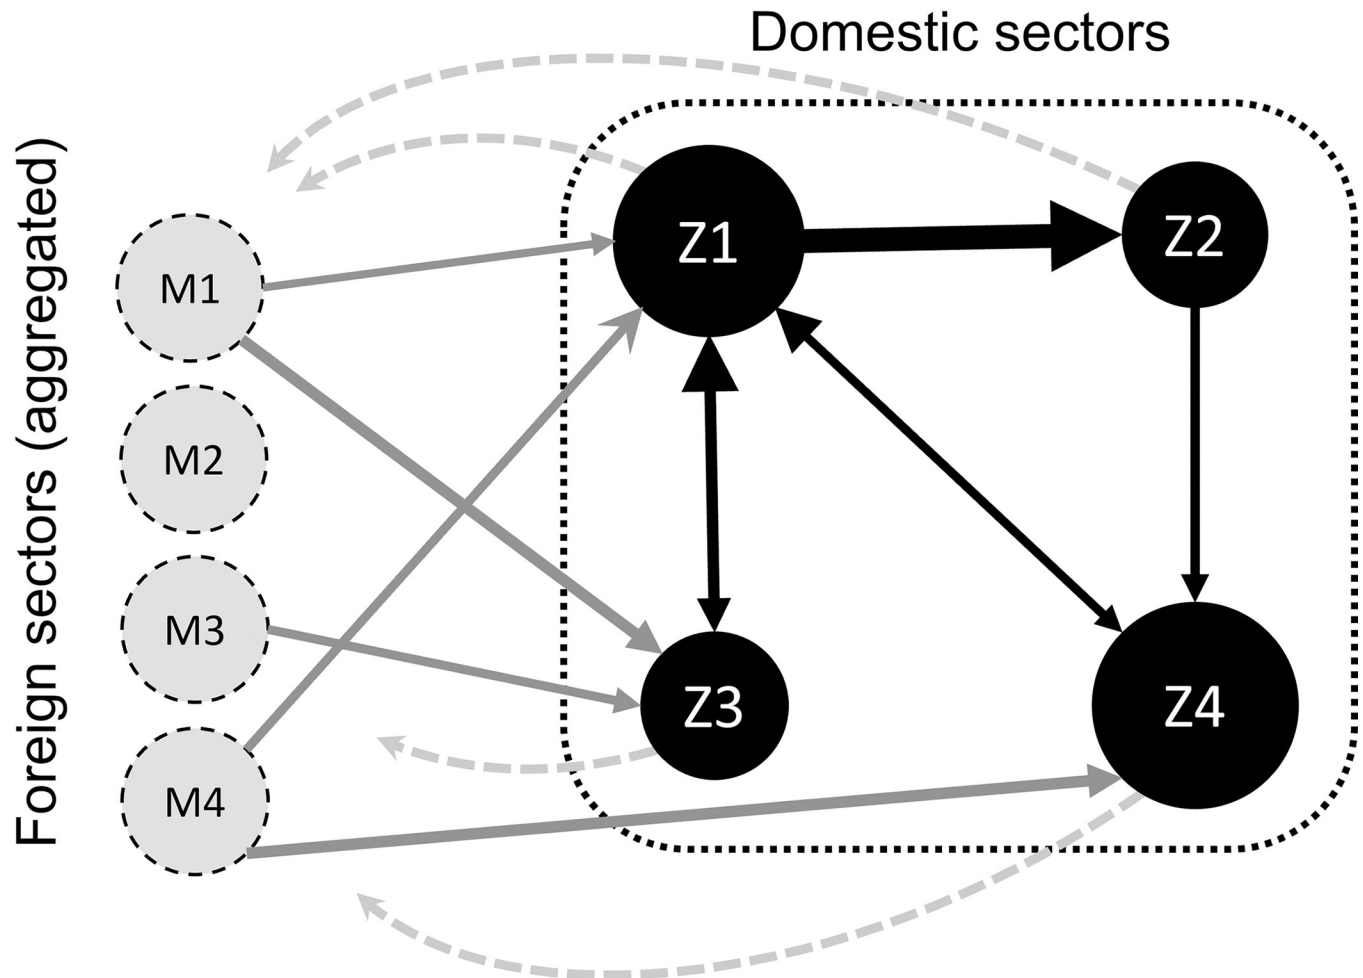 Domestic sectors
Foreign sectors (aggregated)
Z1
Z2
M1
M2
M3
Z3
Z4
M4